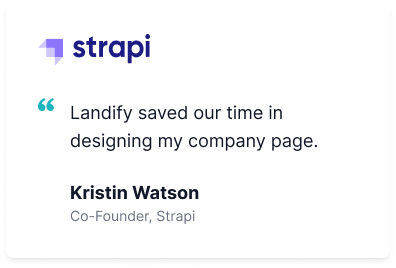 strapi
“ Landify saved our time in
designing my company page.
Kristin Watson
Co-Founder, Strapi